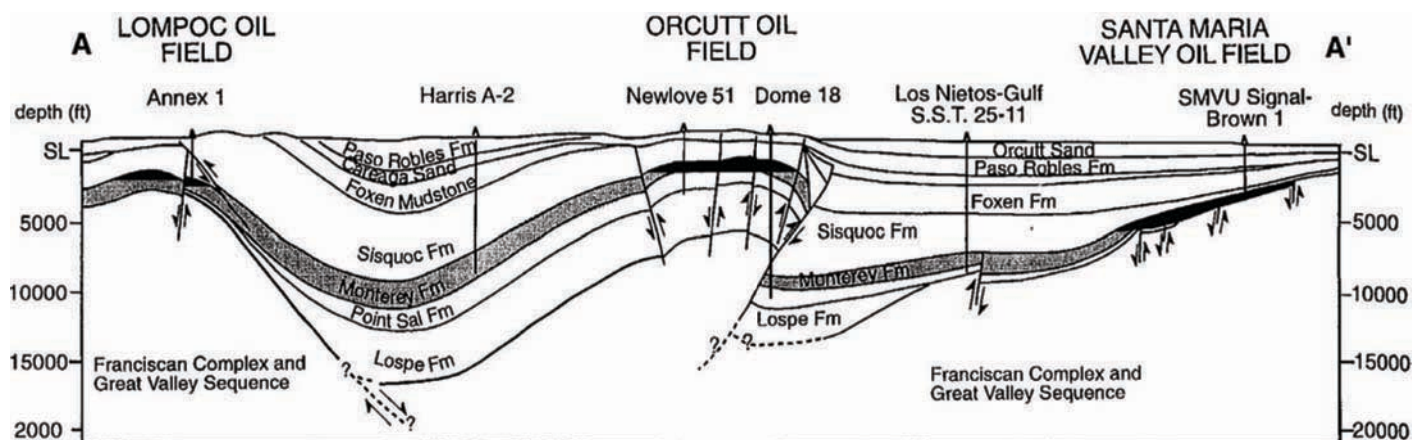 LOMPOC OIL
FIELD
ORCUTT OIL
FIELD
SANTA MARIA
VALLEY OIL FIELD
A
A'
depth (ft)
Annex 1
Harris A-2
Newlove 51
Dome 18
Los Nietos-Gulf
S.S.T. 25-11
SMVU Signal-
Brown 1
depth (ft)
SL
SL
Paso Robles Fm
Careaga Sand
Foxen Mudstone
Orcutt Sand
Paso Robles Fm
Foxen Fm
5000
5000
Sisquoc Fm
Sisquoc Fm
Monterey Fm
Monterey Fm
10000
10000
Point Sal Fm
Lospe Fm
Lospe Fm
? ?
15000
15000
Franciscan Complex and
Great Valley Sequence
?
Franciscan Complex and
Great Valley Sequence
?
2000
20000